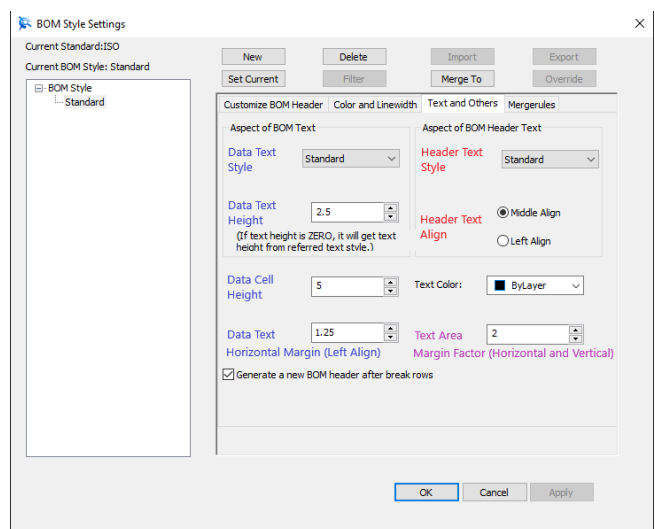 BOM Style Settings
Current Standard:ISO
Current BOM Style: Standard
New Delete Import Export
Set Current Filter Merge To Override
BOM Style
Standard
Customize BOM Header Color and Linewidth Text and Others Mergerules
Aspect of BOM Text
Data Text
Style
Standard
Data Text
Height
2.5
(If text height is ZERO, it will get text
height from referred text style.)
Aspect of BOM Header Text
Header Text
Style
Standard
Header Text
Align
Middle Align
Left Align
Data Cell
Height
5
Text Color: ByLayer
Data Text 1.25
Horizontal Margin (Left Align)
Text Area 2
Margin Factor (Horizontal and Vertical)
Generate a new BOM header after break rows
OK Cancel Apply